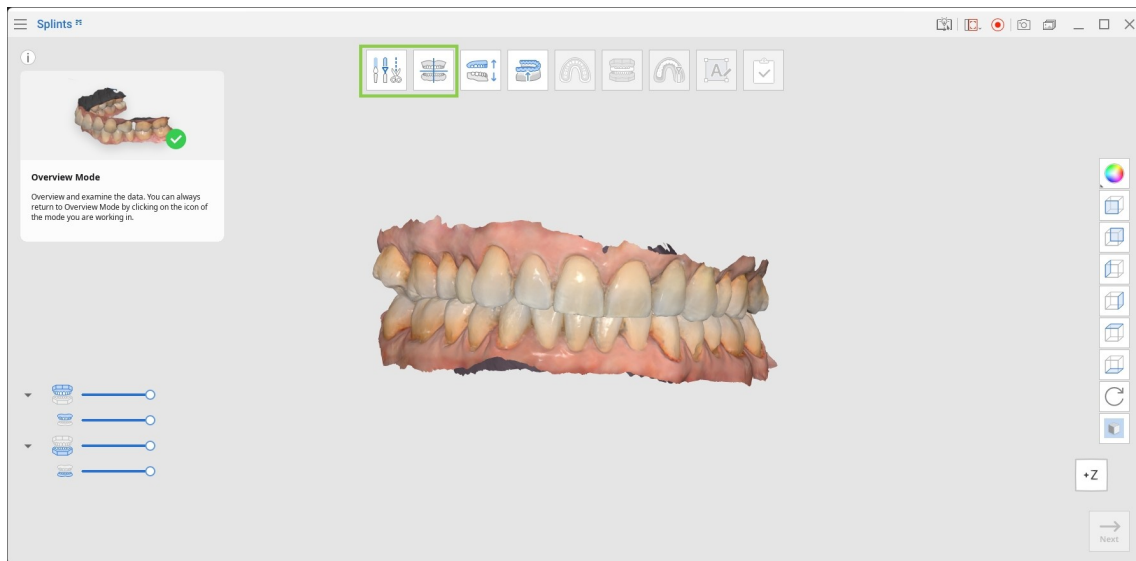 Splints
Overview Mode
Overview and examine the data. You can always
return to Overview Mode by clicking on the icon of
the mode you are working in.
A
+Z
Next